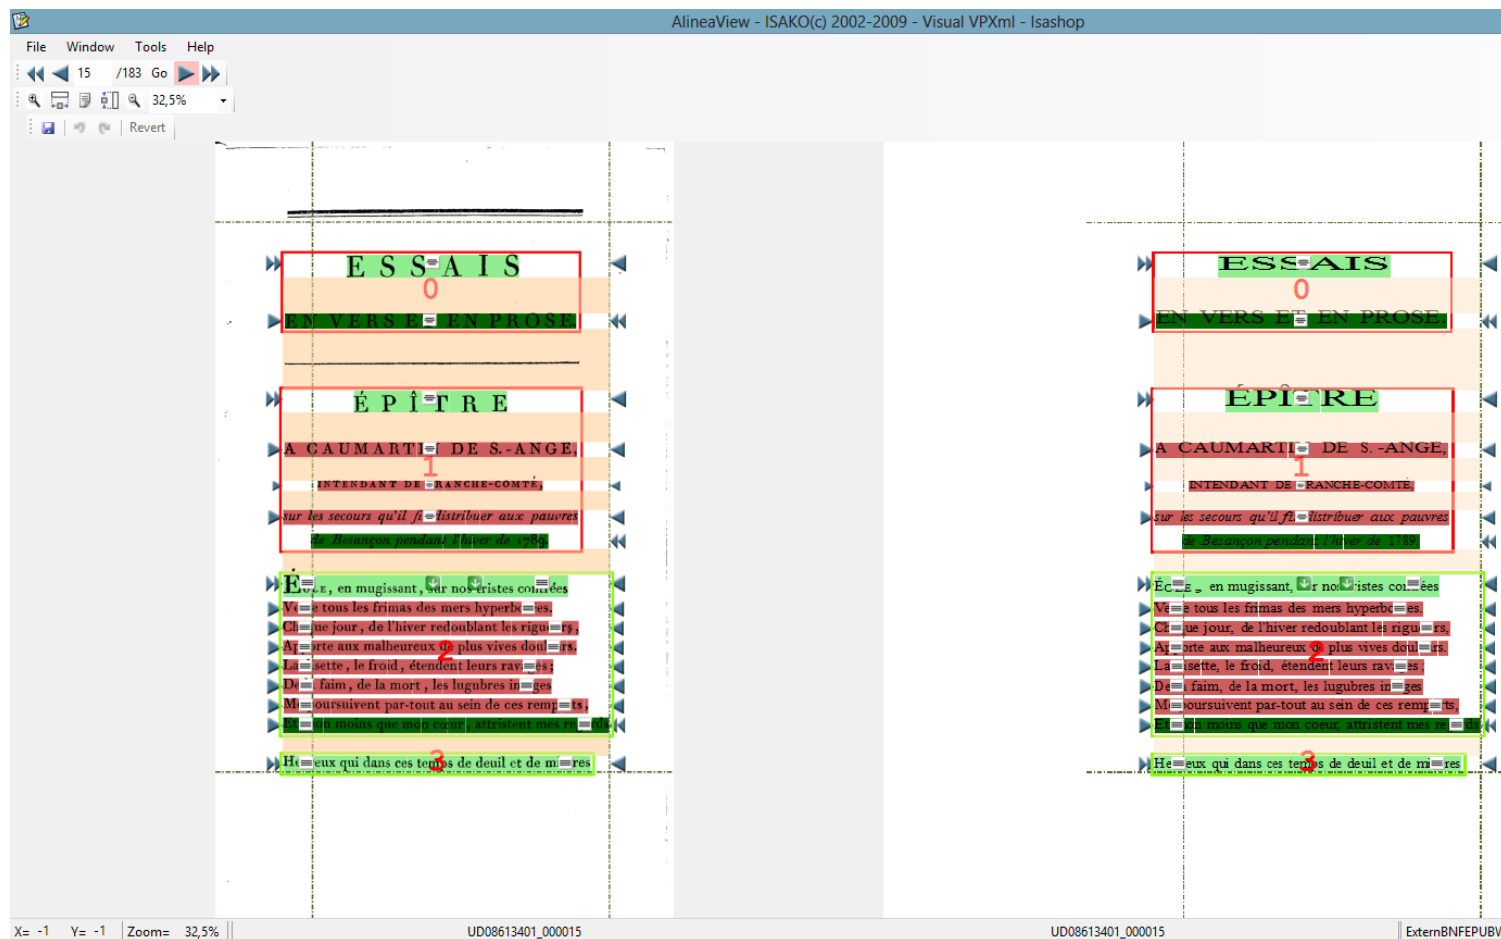 AlineaView - ISAKO(c) 2002-2009 - Visual VPXml - Isashop
File Window Tools Help
15 /183 Go
32,5%
Revert
ESSAIS
0
EN VERS ET EN PROSE.
ÉPÎTRE
A CAUMARTIN DE S.-ANGE,
1
INTENDANT DE FRANCHE-COMTÉ,
sur les secours qu'il fit distribuer aux pauvres
de Besançon pendant l'hiver de 1789.
ÉOLE, en mugissant, sur nos tristes contrées
Verse tous les frimas des mers hyperborées.
Chaque jour, de l'hiver redoublant les rigueurs,
Apporte aux malheureux de plus vives douleurs.
2
La disette, le froid, étendent leurs ravages;
De la faim, de la mort, les lugubres images
Me poursuivent par-tout au sein de ces remparts,
Et non moins que mon cœur, attristent mes regards
3
Heureux qui dans ces temps de deuil et de misères
ESSAIS
0
EN VERS ET EN PROSE.
ÉPÎTRE
A CAUMARTIN DE S.-ANGE,
1
INTENDANT DE FRANCHE-COMTÉ,
sur les secours qu'il fit distribuer aux pauvres
de Besançon pendant l'hiver de 1789.
en mugissant, sur nos tristes contrées
Verse tous les frimas des mers hyperborées.
Chaque jour, de l'hiver redoublant les rigueurs,
Apporte aux malheureux de plus vives douleurs.
2
La disette, le froid, étendent leurs ravages;
De la faim, de la mort, les lugubres images
Me poursuivent par-tout au sein de ces remparts,
Et non moins que mon coeur, attristent mes regards
3
Heureux qui dans ces temps de deuil et de misères
X= -1 Y= -1 Zoom= 32,5% UD08613401_000015 UD08613401_000015 ExternBNFEPUBV